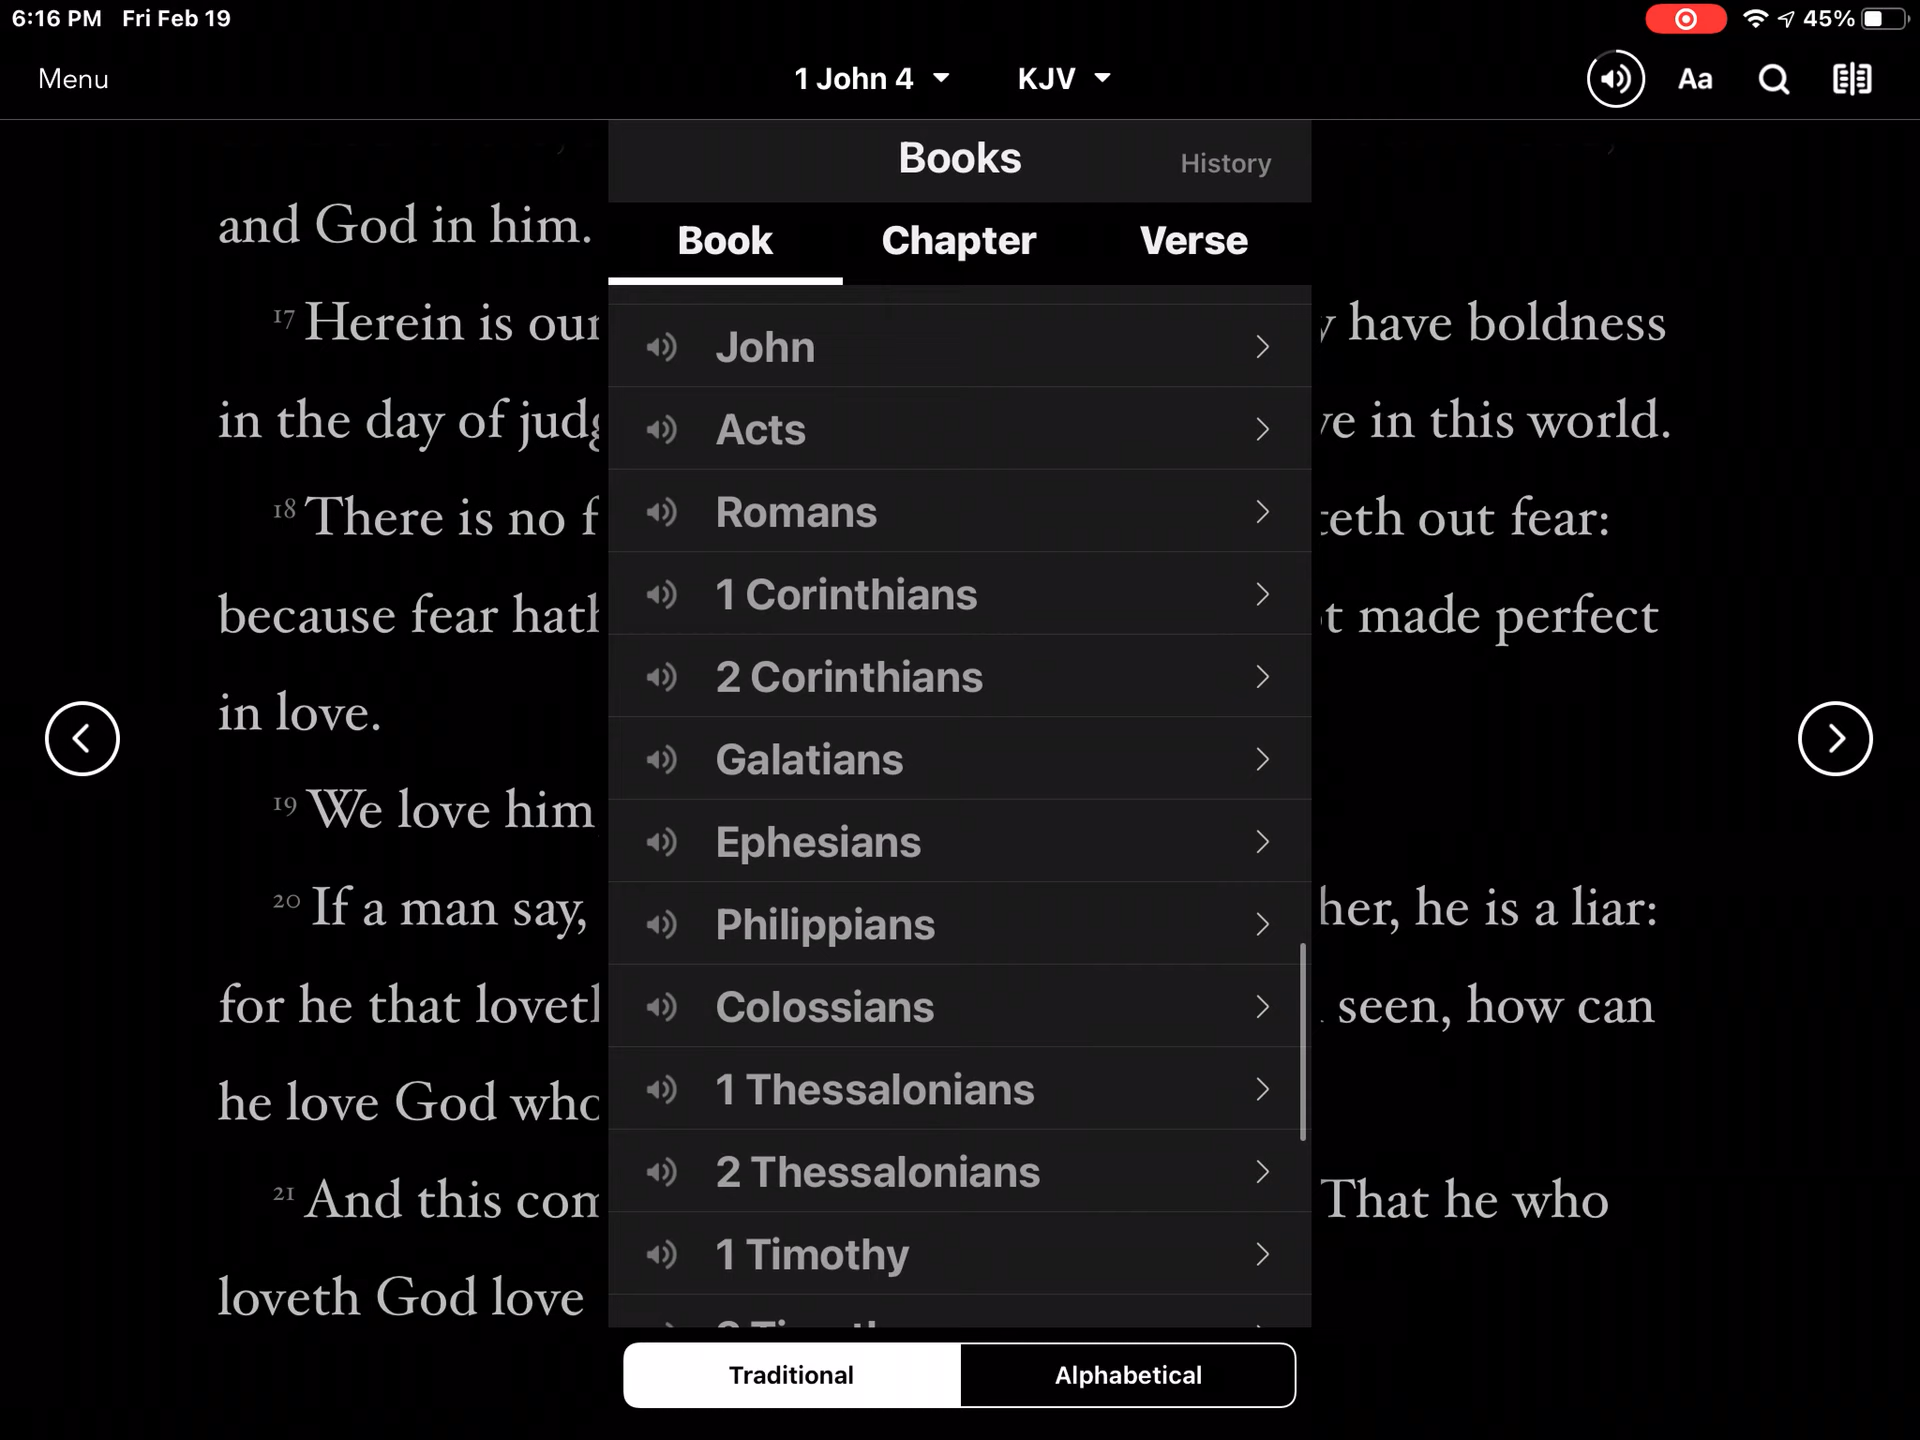 6:16 PM Fri Feb 19 45%
Menu 1 John 4 KJV Aa
Books History
Book Chapter Verse
and God in him.
17 Herein is our
y have boldness
in the day of judg
ve in this world.
18 There is no f
teth out fear:
because fear hath
t made perfect
in love.
19 We love him
20 If a man say,
her, he is a liar:
for he that loveth
seen, how can
he love God who
21 And this com
That he who
loveth God love
John
Acts
Romans
1 Corinthians
2 Corinthians
Galatians
Ephesians
Philippians
Colossians
1 Thessalonians
2 Thessalonians
1 Timothy
Traditional Alphabetical